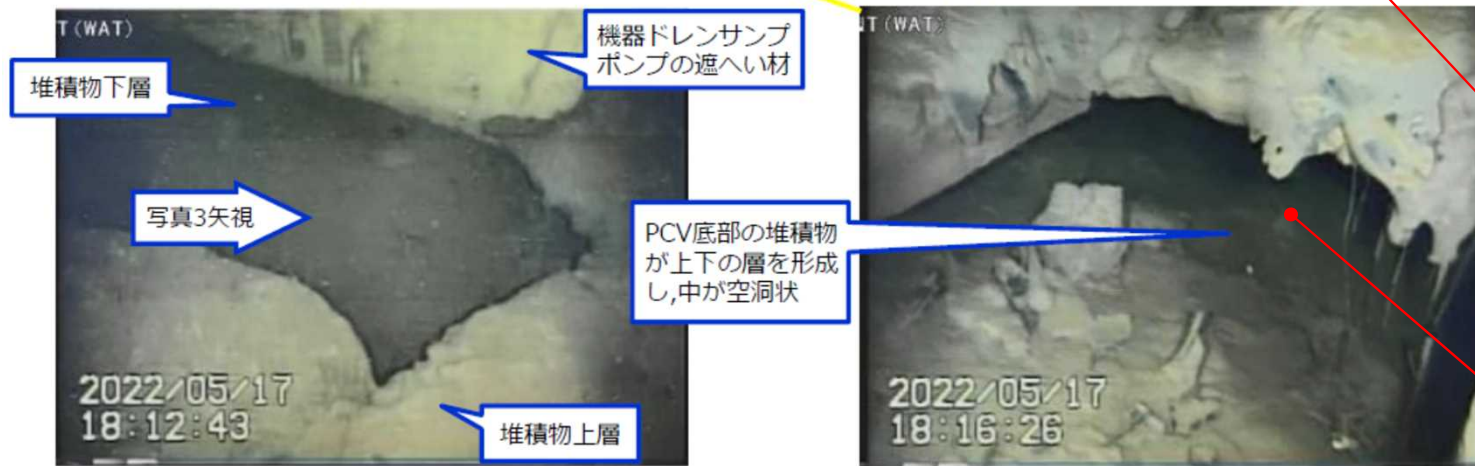 T(WAT)
機器ドレンサンプ
ポンプの遮へい材
堆積物下層
写真3矢視
堆積物上層
2022/05/17
18:12:43
NT(WAT)
PCV底部の堆積物
が上下の層を形成
し,中が空洞状
2022/05/17
18:16:26